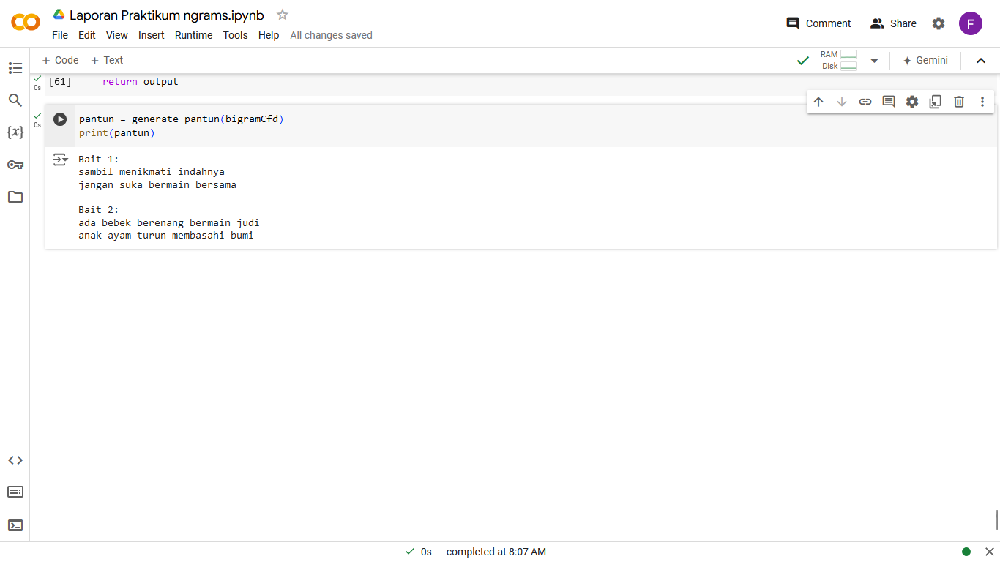 Laporan Praktikum ngrams.ipynb
File Edit View Insert Runtime Tools Help All changes saved
Comment
Share
F
+ Code + Text
RAM
Disk
Gemini
0s
[61] return output
0s
pantun = generate_pantun(bigramCfd)
print(pantun)
Bait 1:
sambil menikmati indahnya
jangan suka bermain bersama
Bait 2:
ada bebek berenang bermain judi
anak ayam turun membasahi bumi
0s completed at 8:07 AM